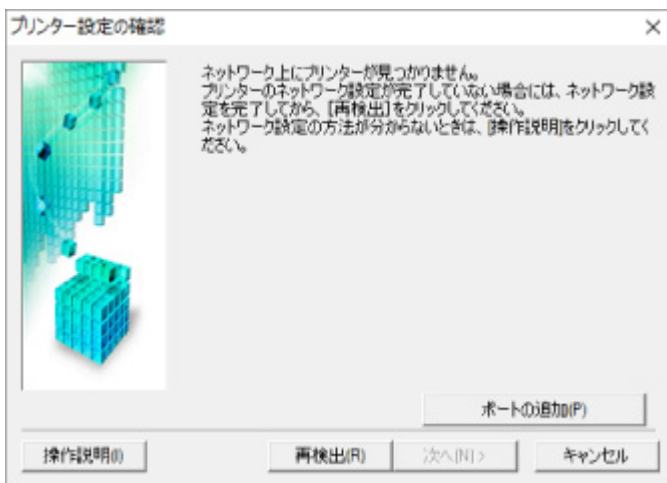 プリンター設定の確認
ネットワーク上にプリンターが見つかりません。
プリンターのネットワーク設定が完了していない場合には、ネットワーク設
定を完了してから、[再検出]をクリックしてください。
ネットワーク設定の方法が分からないときは、[操作説明]をクリックしてく
ださい。
ポートの追加(P)
操作説明(I)
再検出(R)
次へ(N) >
キャンセル